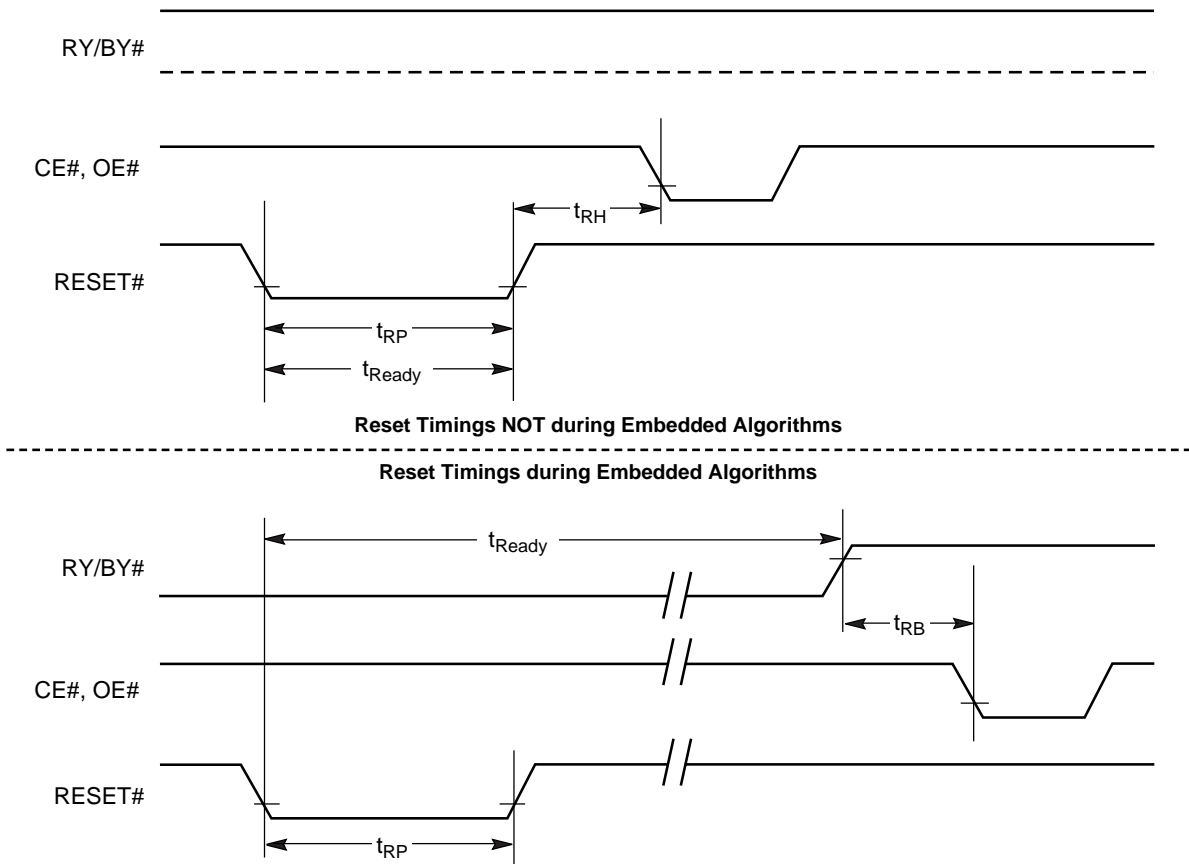 RY/BY#
CE#, OE#
tRH
RESET#
tRP
tReady
Reset Timings NOT during Embedded Algorithms
Reset Timings during Embedded Algorithms
tReady
RY/BY#
tRB
CE#, OE#
RESET#
tRP